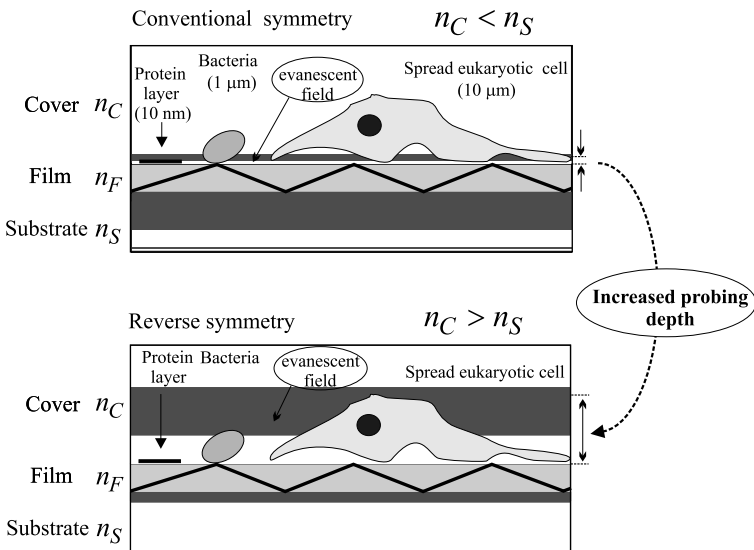 Conventional symmetry
n_C < n_S
Protein
layer
(10 nm)
Bacteria
(1 μm)
evanescent
field
Spread eukaryotic cell
(10 μm)
Cover n_C
Film n_F
Substrate n_S
Increased probing
depth
Reverse symmetry
n_C > n_S
Protein
layer
Bacteria
evanescent
field
Spread eukaryotic cell
Cover n_C
Film n_F
Substrate n_S